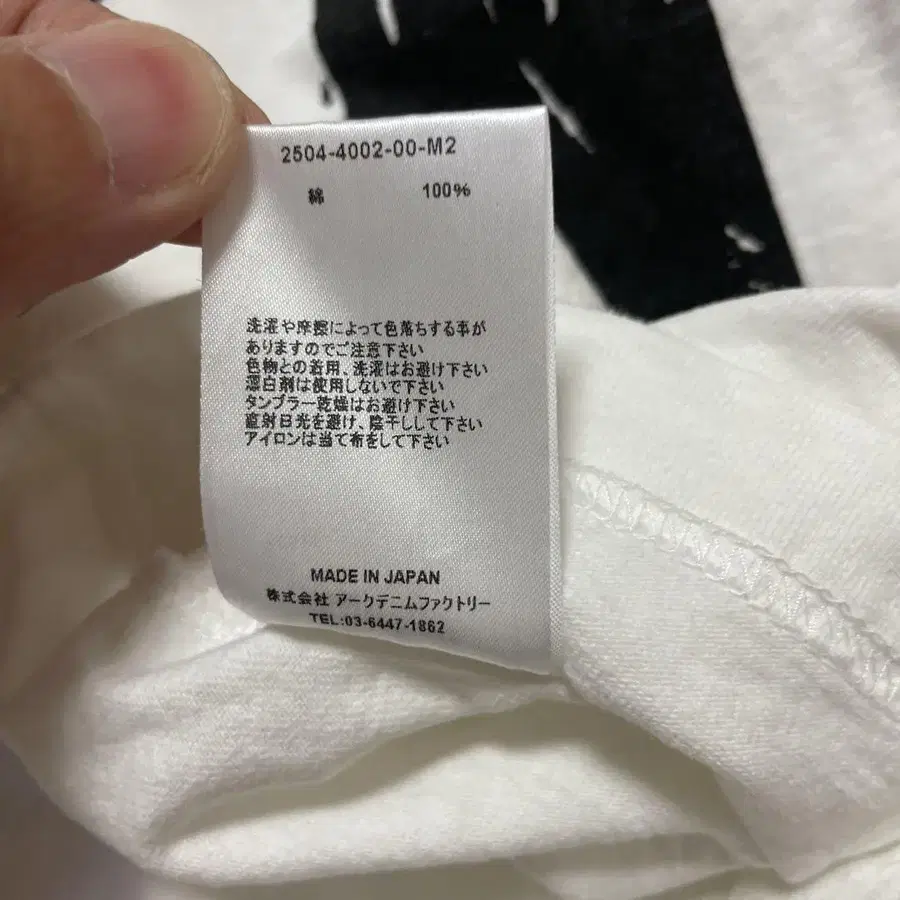 2504-4002-00-M2
綿 100%
洗濯や摩擦によって色落ちする事が
ありますのでご注意下さい
色物との着用、洗濯はお避け下さい
漂白剤は使用しないで下さい
タンブラー乾燥はお避け下さい
直射日光を避け、陰干しして下さい
アイロンは当て布をして下さい
MADE IN JAPAN
株式会社 アークデニムファクトリー
TEL:03-6447-1862